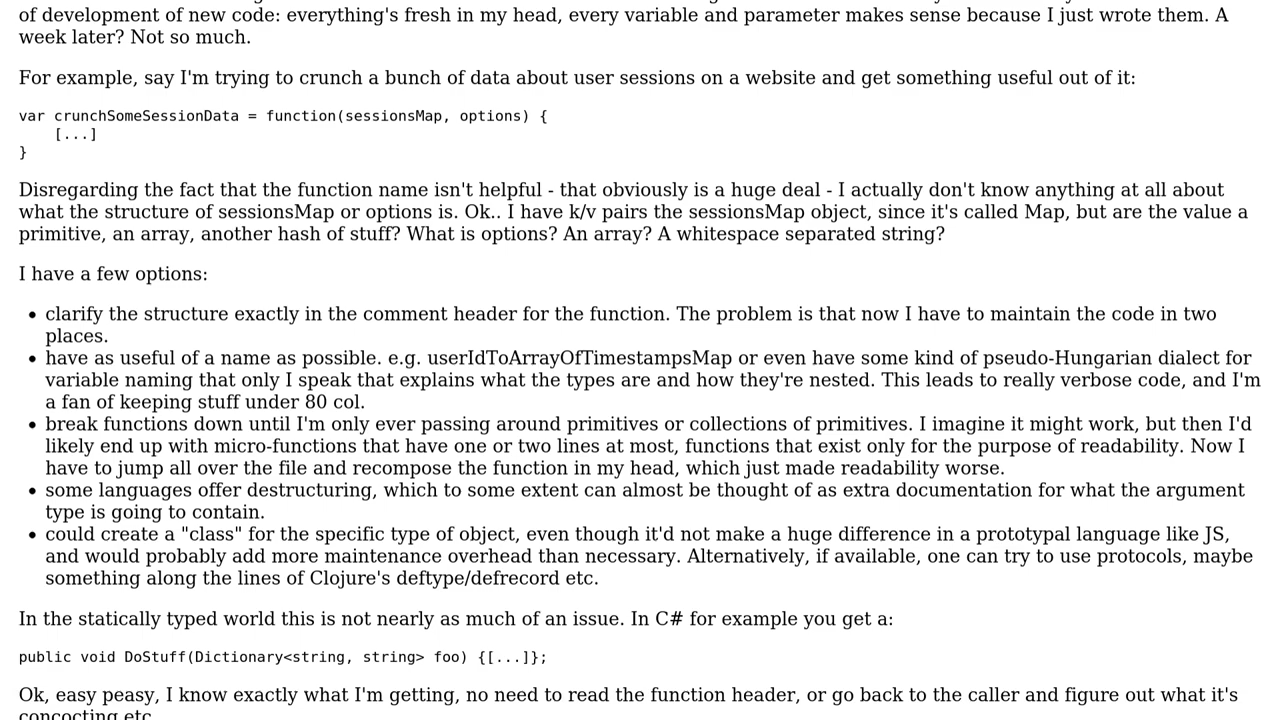 of development of new code: everything's fresh in my head, every variable and parameter makes sense because I just wrote them. A
week later? Not so much.
For example, say I'm trying to crunch a bunch of data about user sessions on a website and get something useful out of it:
var crunchSomeSessionData = function(sessionsMap, options) {
    [...]
}
Disregarding the fact that the function name isn't helpful - that obviously is a huge deal - I actually don't know anything at all about
what the structure of sessionsMap or options is. Ok.. I have k/v pairs the sessionsMap object, since it's called Map, but are the value a
primitive, an array, another hash of stuff? What is options? An array? A whitespace separated string?
I have a few options:
• clarify the structure exactly in the comment header for the function. The problem is that now I have to maintain the code in two
places.
• have as useful of a name as possible. e.g. userIdToArrayOfTimestampsMap or even have some kind of pseudo-Hungarian dialect for
variable naming that only I speak that explains what the types are and how they're nested. This leads to really verbose code, and I'm
a fan of keeping stuff under 80 col.
• break functions down until I'm only ever passing around primitives or collections of primitives. I imagine it might work, but then I'd
likely end up with micro-functions that have one or two lines at most, functions that exist only for the purpose of readability. Now I
have to jump all over the file and recompose the function in my head, which just made readability worse.
• some languages offer destructuring, which to some extent can almost be thought of as extra documentation for what the argument
type is going to contain.
• could create a "class" for the specific type of object, even though it'd not make a huge difference in a prototypal language like JS,
and would probably add more maintenance overhead than necessary. Alternatively, if available, one can try to use protocols, maybe
something along the lines of Clojure's deftype/defrecord etc.
In the statically typed world this is not nearly as much of an issue. In C# for example you get a:
public void DoStuff(Dictionary<string, string> foo) {[...]};
Ok, easy peasy, I know exactly what I'm getting, no need to read the function header, or go back to the caller and figure out what it's
concocting etc